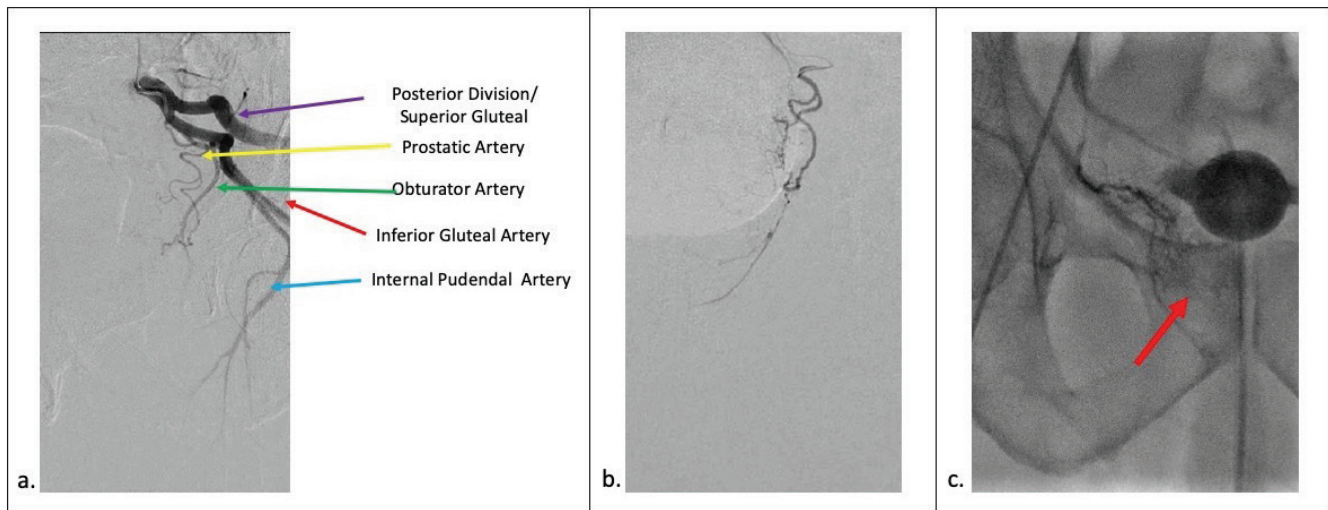 Posterior Division/
Superior Gluteal
Prostatic Artery
Obturator Artery
Inferior Gluteal Artery
Internal Pudendal  Artery
a.
b.
c.